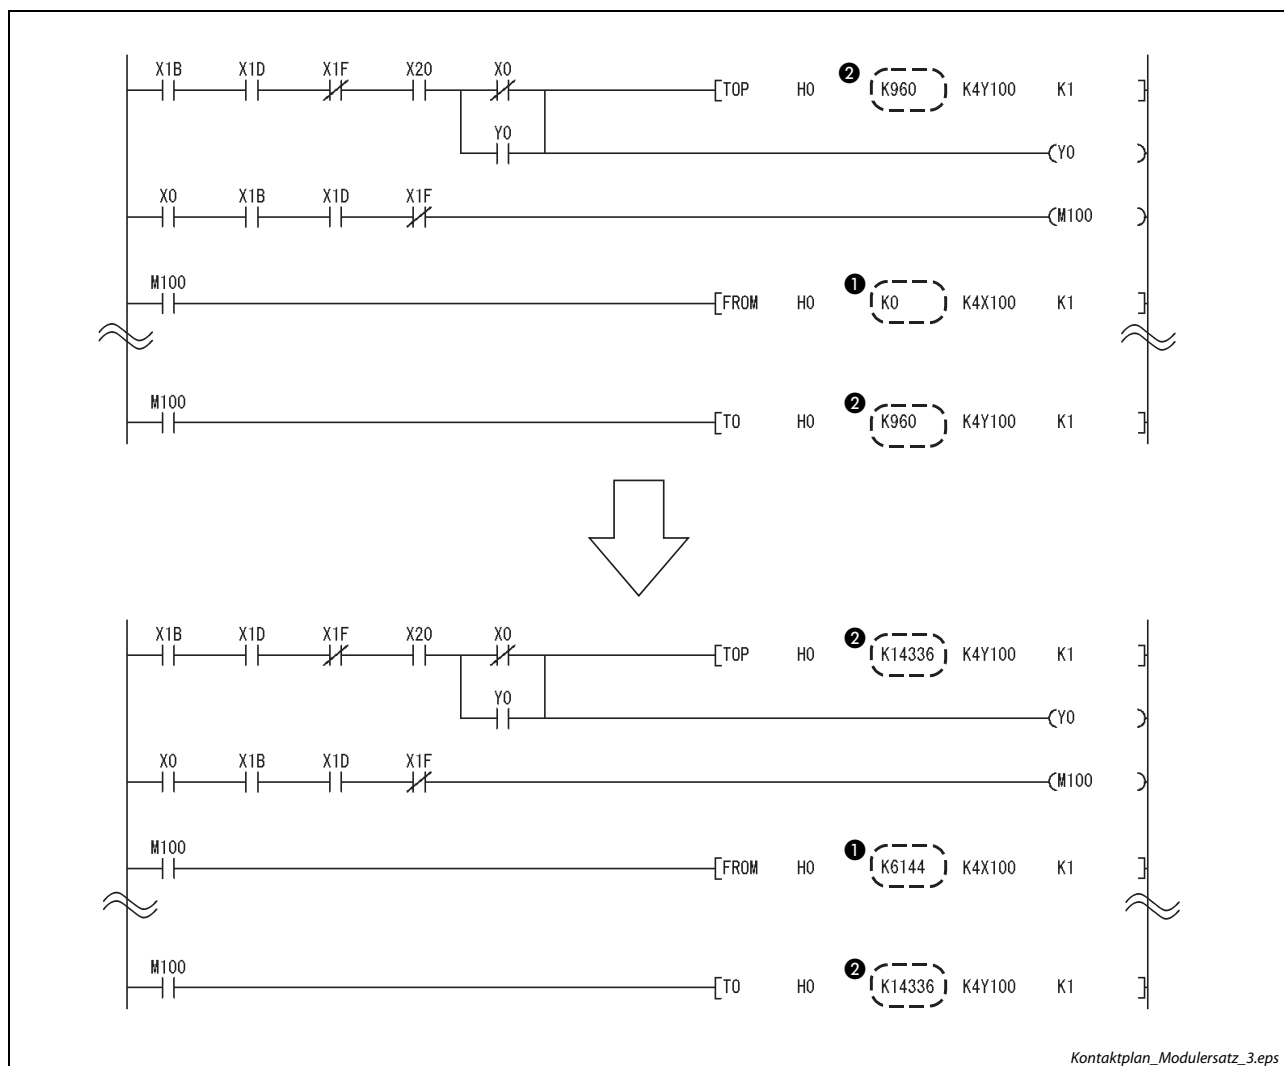 X1B X1D X1F X20 X0 ❷
[TOP H0 K960 K4Y100 K1 ]
Y0
(Y0 )
X0 X1B X1D X1F
(M100 )
M100 ❶
[FROM H0 K0 K4X100 K1 ]
M100 ❷
[TO H0 K960 K4Y100 K1 ]
X1B X1D X1F X20 X0 ❷
[TOP H0 K14336 K4Y100 K1 ]
Y0
(Y0 )
X0 X1B X1D X1F
(M100 )
M100 ❶
[FROM H0 K6144 K4X100 K1 ]
M100 ❷
[TO H0 K14336 K4Y100 K1 ]
Kontaktplan_Modulersatz_3.eps